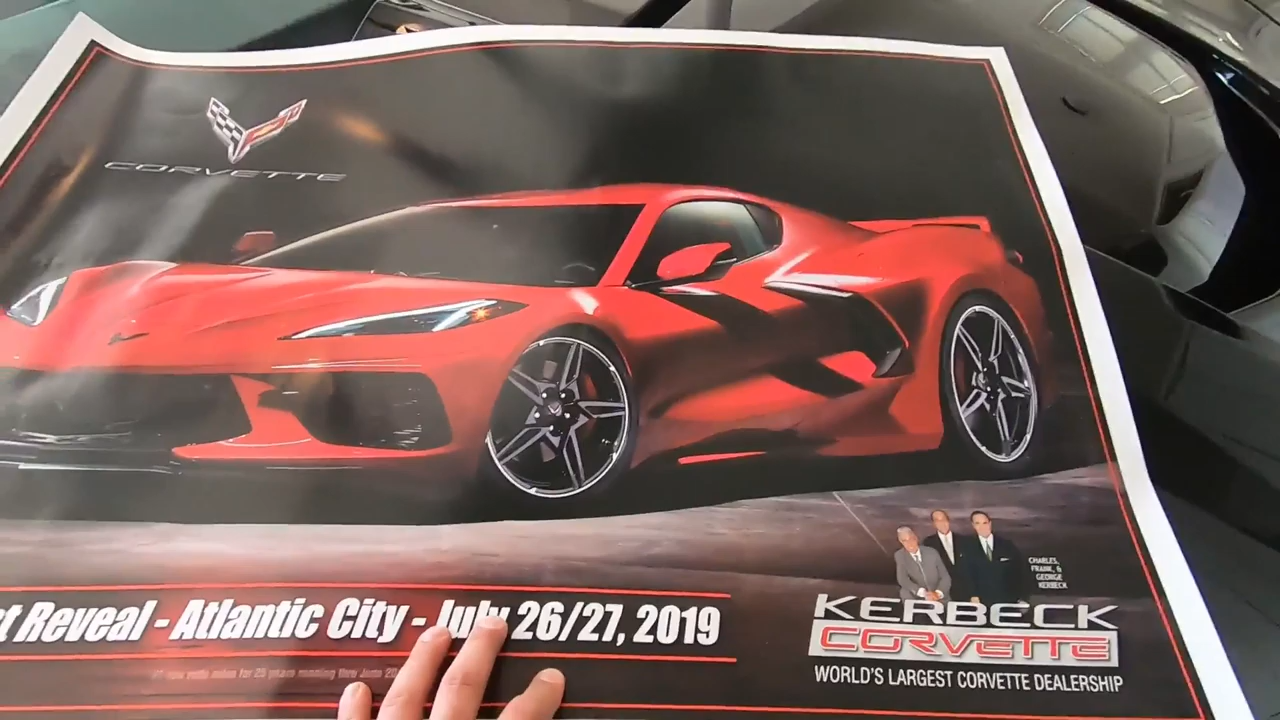 CORVETTE
CHARLES,
FRANK, &
GEORGE
KERBECK
t Reveal - Atlantic City - July 26/27, 2019
KERBECK
CORVETTE
WORLD'S LARGEST CORVETTE DEALERSHIP